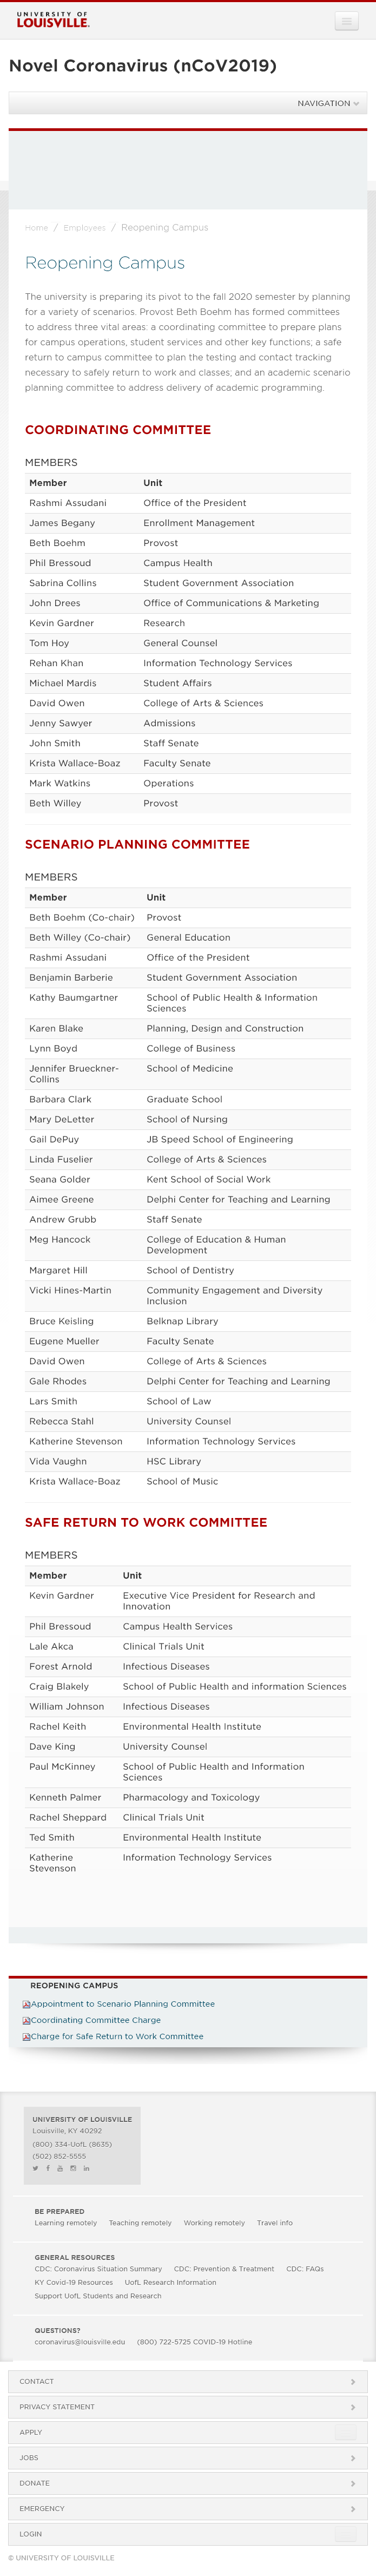 UNIVERSITY OF
LOUISVILLE.
Novel Coronavirus (nCoV2019)
NAVIGATION
Home / Employees / Reopening Campus
Reopening Campus
The university is preparing its pivot to the fall 2020 semester by planning
for a variety of scenarios. Provost Beth Boehm has formed committees
to address three vital areas: a coordinating committee to prepare plans
for campus operations, student services and other key functions; a safe
return to campus committee to plan the testing and contact tracking
necessary to safely return to work and classes; and an academic scenario
planning committee to address delivery of academic programming.
COORDINATING COMMITTEE
MEMBERS
Member Unit
Rashmi Assudani Office of the President
James Begany Enrollment Management
Beth Boehm Provost
Phil Bressoud Campus Health
Sabrina Collins Student Government Association
John Drees Office of Communications & Marketing
Kevin Gardner Research
Tom Hoy General Counsel
Rehan Khan Information Technology Services
Michael Mardis Student Affairs
David Owen College of Arts & Sciences
Jenny Sawyer Admissions
John Smith Staff Senate
Krista Wallace-Boaz Faculty Senate
Mark Watkins Operations
Beth Willey Provost
SCENARIO PLANNING COMMITTEE
MEMBERS
Member Unit
Beth Boehm (Co-chair) Provost
Beth Willey (Co-chair) General Education
Rashmi Assudani Office of the President
Benjamin Barberie Student Government Association
Kathy Baumgartner School of Public Health & Information
Sciences
Karen Blake Planning, Design and Construction
Lynn Boyd College of Business
Jennifer Brueckner- School of Medicine
Collins
Barbara Clark Graduate School
Mary DeLetter School of Nursing
Gail DePuy JB Speed School of Engineering
Linda Fuselier College of Arts & Sciences
Seana Golder Kent School of Social Work
Aimee Greene Delphi Center for Teaching and Learning
Andrew Grubb Staff Senate
Meg Hancock College of Education & Human
Development
Margaret Hill School of Dentistry
Vicki Hines-Martin Community Engagement and Diversity
Inclusion
Bruce Keisling Belknap Library
Eugene Mueller Faculty Senate
David Owen College of Arts & Sciences
Gale Rhodes Delphi Center for Teaching and Learning
Lars Smith School of Law
Rebecca Stahl University Counsel
Katherine Stevenson Information Technology Services
Vida Vaughn HSC Library
Krista Wallace-Boaz School of Music
SAFE RETURN TO WORK COMMITTEE
MEMBERS
Member Unit
Kevin Gardner Executive Vice President for Research and
Innovation
Phil Bressoud Campus Health Services
Lale Akca Clinical Trials Unit
Forest Arnold Infectious Diseases
Craig Blakely School of Public Health and information Sciences
William Johnson Infectious Diseases
Rachel Keith Environmental Health Institute
Dave King University Counsel
Paul McKinney School of Public Health and Information
Sciences
Kenneth Palmer Pharmacology and Toxicology
Rachel Sheppard Clinical Trials Unit
Ted Smith Environmental Health Institute
Katherine Information Technology Services
Stevenson
REOPENING CAMPUS
Appointment to Scenario Planning Committee
Coordinating Committee Charge
Charge for Safe Return to Work Committee
UNIVERSITY OF LOUISVILLE
Louisville, KY 40292
(800) 334-UofL (8635)
(502) 852-5555
BE PREPARED
Learning remotely Teaching remotely Working remotely Travel info
GENERAL RESOURCES
CDC: Coronavirus Situation Summary CDC: Prevention & Treatment CDC: FAQs
KY Covid-19 Resources UofL Research Information
Support UofL Students and Research
QUESTIONS?
coronavirus@louisville.edu (800) 722-5725 COVID-19 Hotline
CONTACT
PRIVACY STATEMENT
APPLY
JOBS
DONATE
EMERGENCY
LOGIN
© UNIVERSITY OF LOUISVILLE